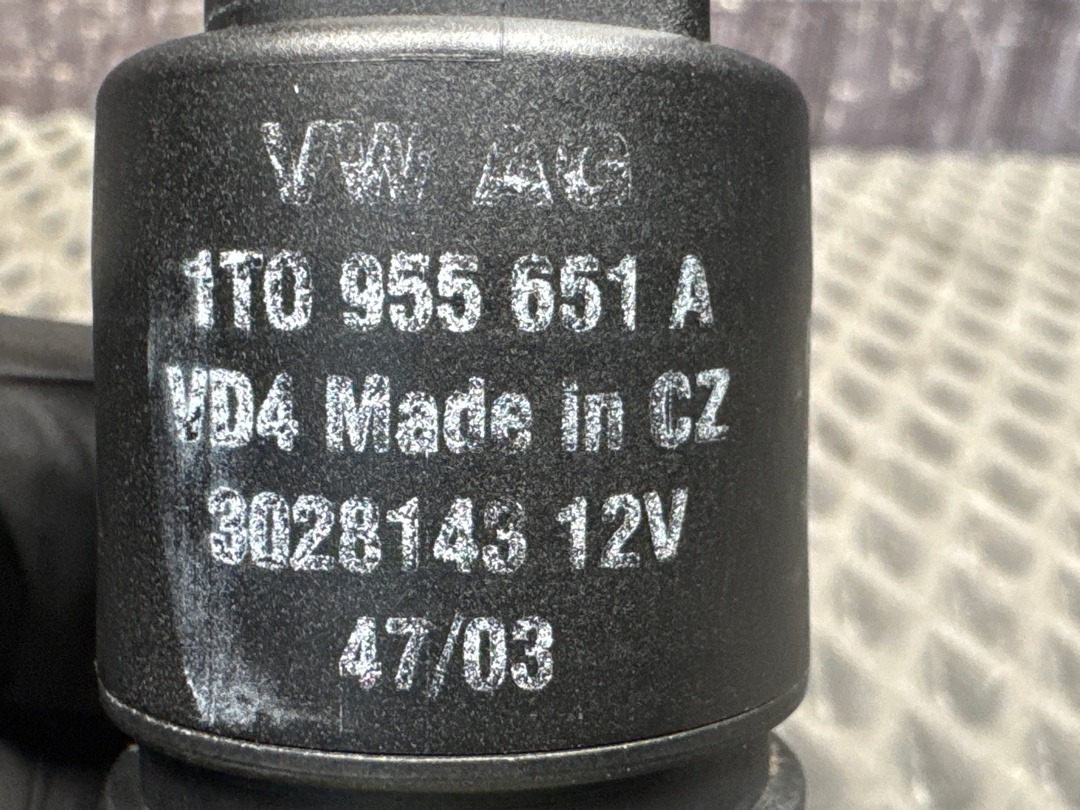 VW AG
1T0 955 651 A
VD4 Made in CZ
3028143 12V
47/03